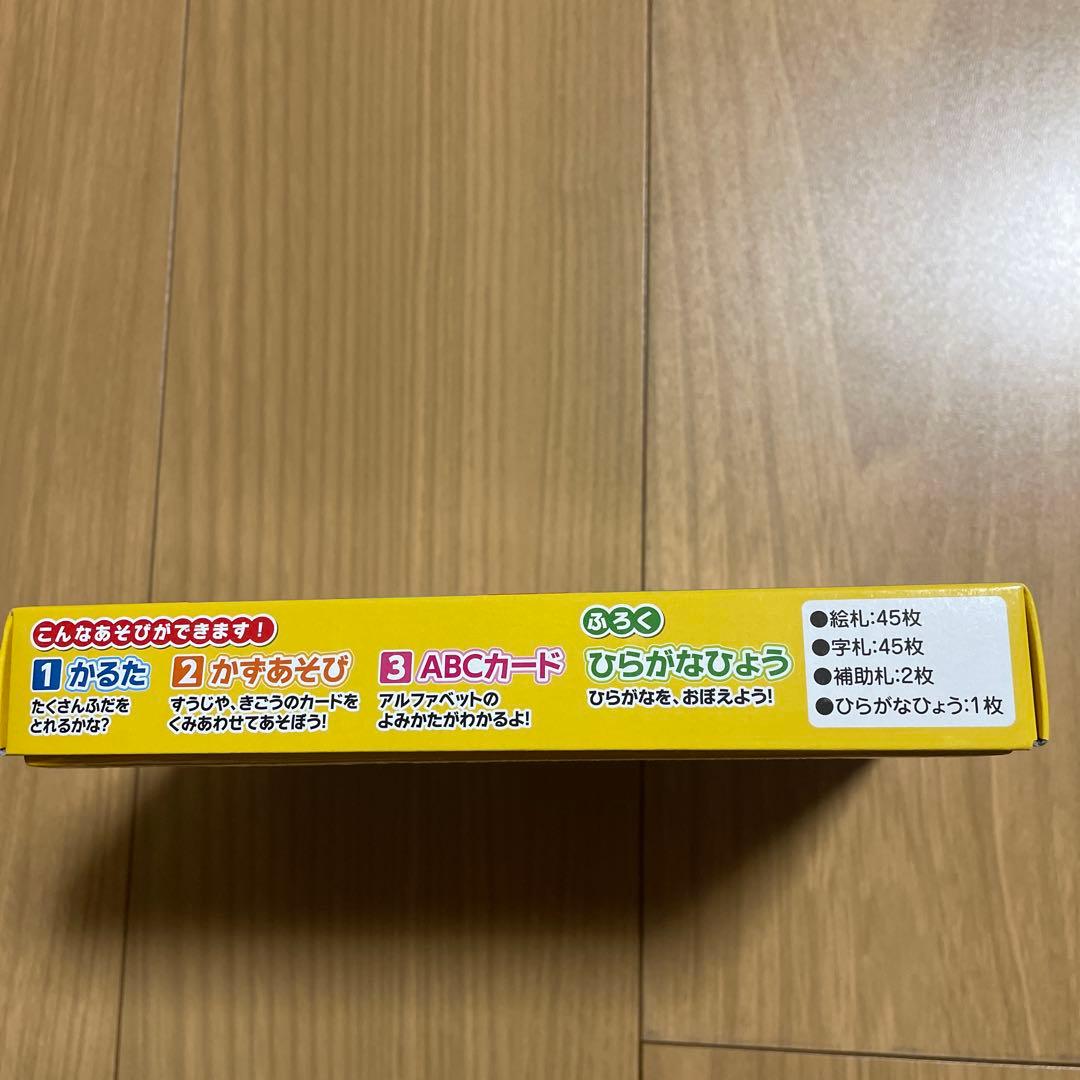 こんなあそびができます!
1 かるた
たくさんふだを
とれるかな?
2 かずあそび
すうじや、きごうのカードを
くみあわせてあそぼう!
3 ABCカード
アルファベットの
よみかたがわかるよ!
ふろく
ひらがなひょう
ひらがなを、おぼえよう!
●絵札:45枚
●字札:45枚
●補助札:2枚
●ひらがなひょう:1枚